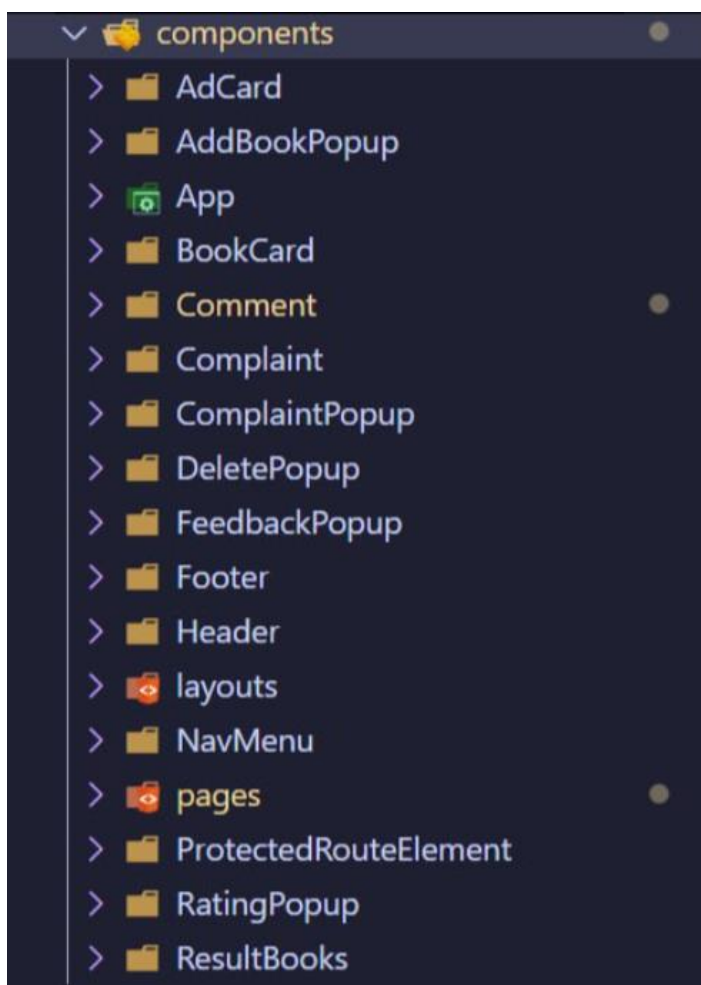 components
AdCard
AddBookPopup
App
BookCard
Comment
Complaint
ComplaintPopup
DeletePopup
FeedbackPopup
Footer
Header
layouts
NavMenu
pages
ProtectedRouteElement
RatingPopup
ResultBooks